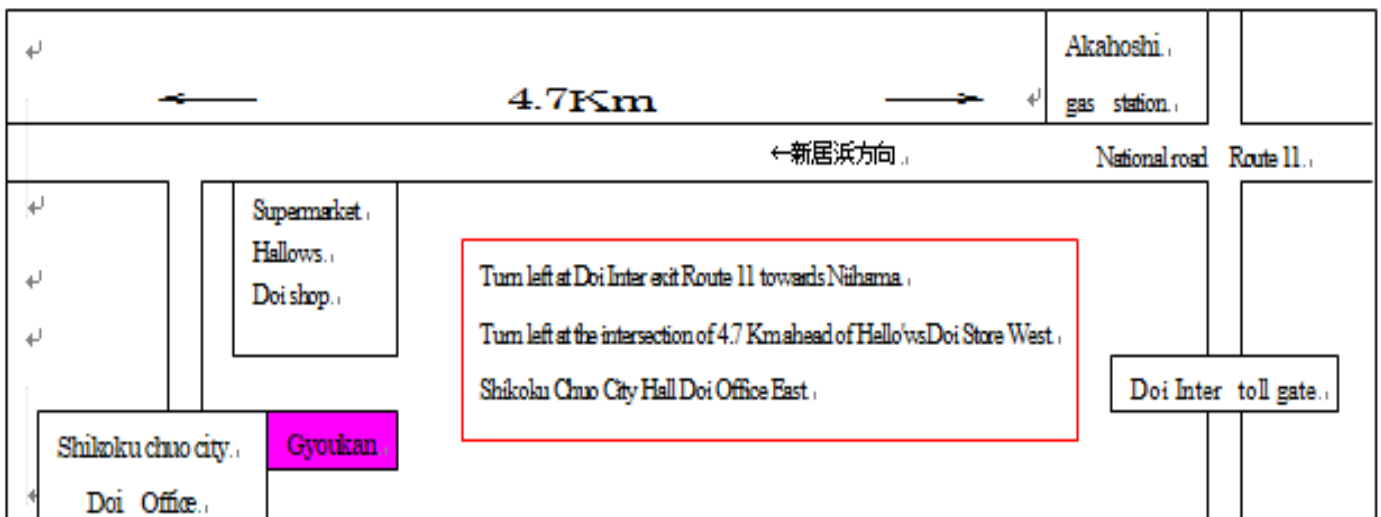 Akahoshi.
gas station.
4.7Km
←新居浜方向
National road Route 11.
Supermarket
Hallows.
Doi shop.
Turn left at Doi Inter exit Route 11 towards Niihama.
Turn left at the intersection of 4.7 Km ahead of Hello'ws Doi Store West
Shikoku Chuo City Hall Doi Office East.
Doi Inter toll gate.
Shikoku chuo city.
Doi Office.
Gyoukan